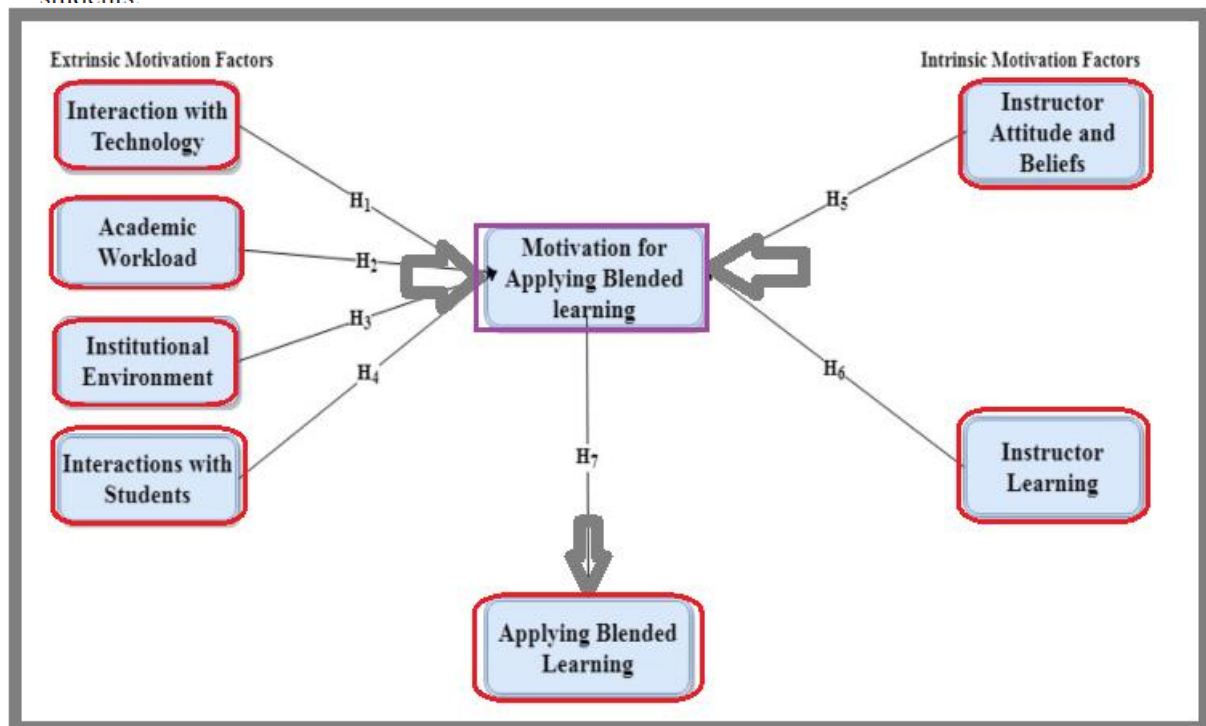 Extrinsic Motivation Factors
Intrinsic Motivation Factors
Interaction with
Technology
Instructor
Attitude and
Beliefs
H1
H5
Academic
Workload
Motivation for
Applying Blended
learning
H2
H3
Institutional
Environment
H4
H6
Interactions with
Students
H7
Instructor
Learning
Applying Blended
Learning